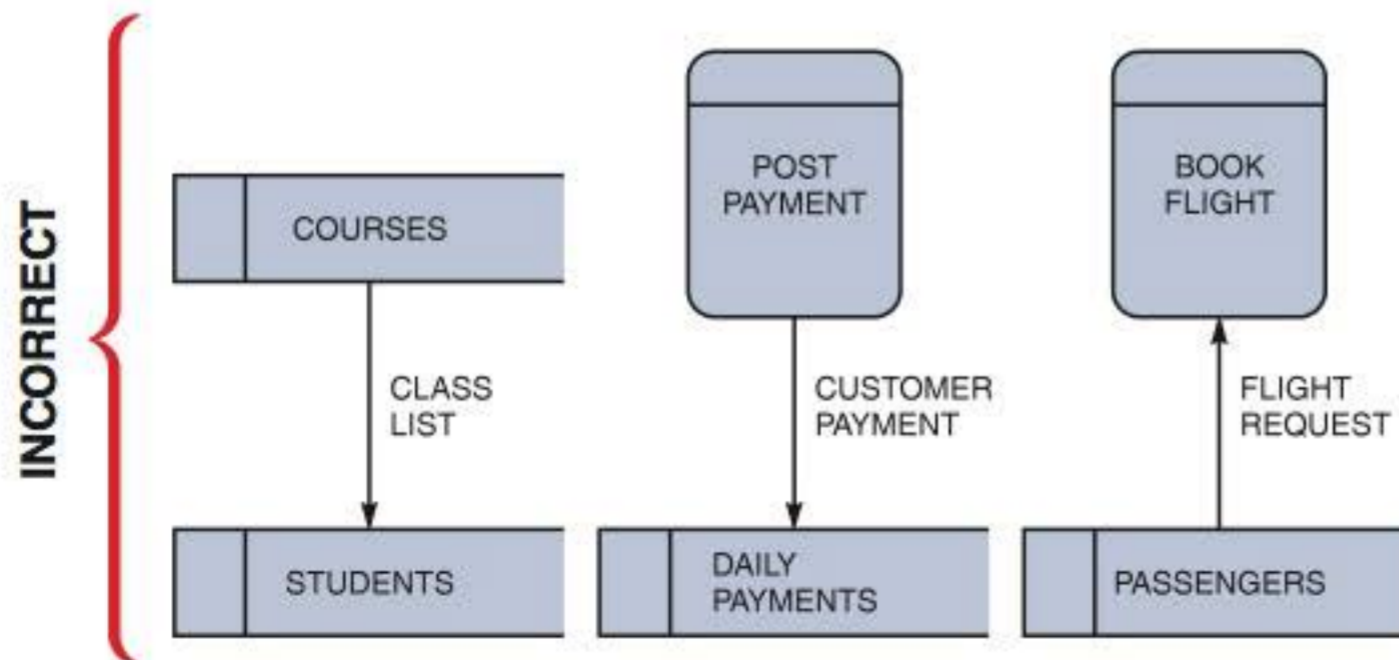 INCORRECT
COURSES
CLASS
LIST
STUDENTS
POST
PAYMENT
CUSTOMER
PAYMENT
DAILY
PAYMENTS
BOOK
FLIGHT
FLIGHT
REQUEST
PASSENGERS